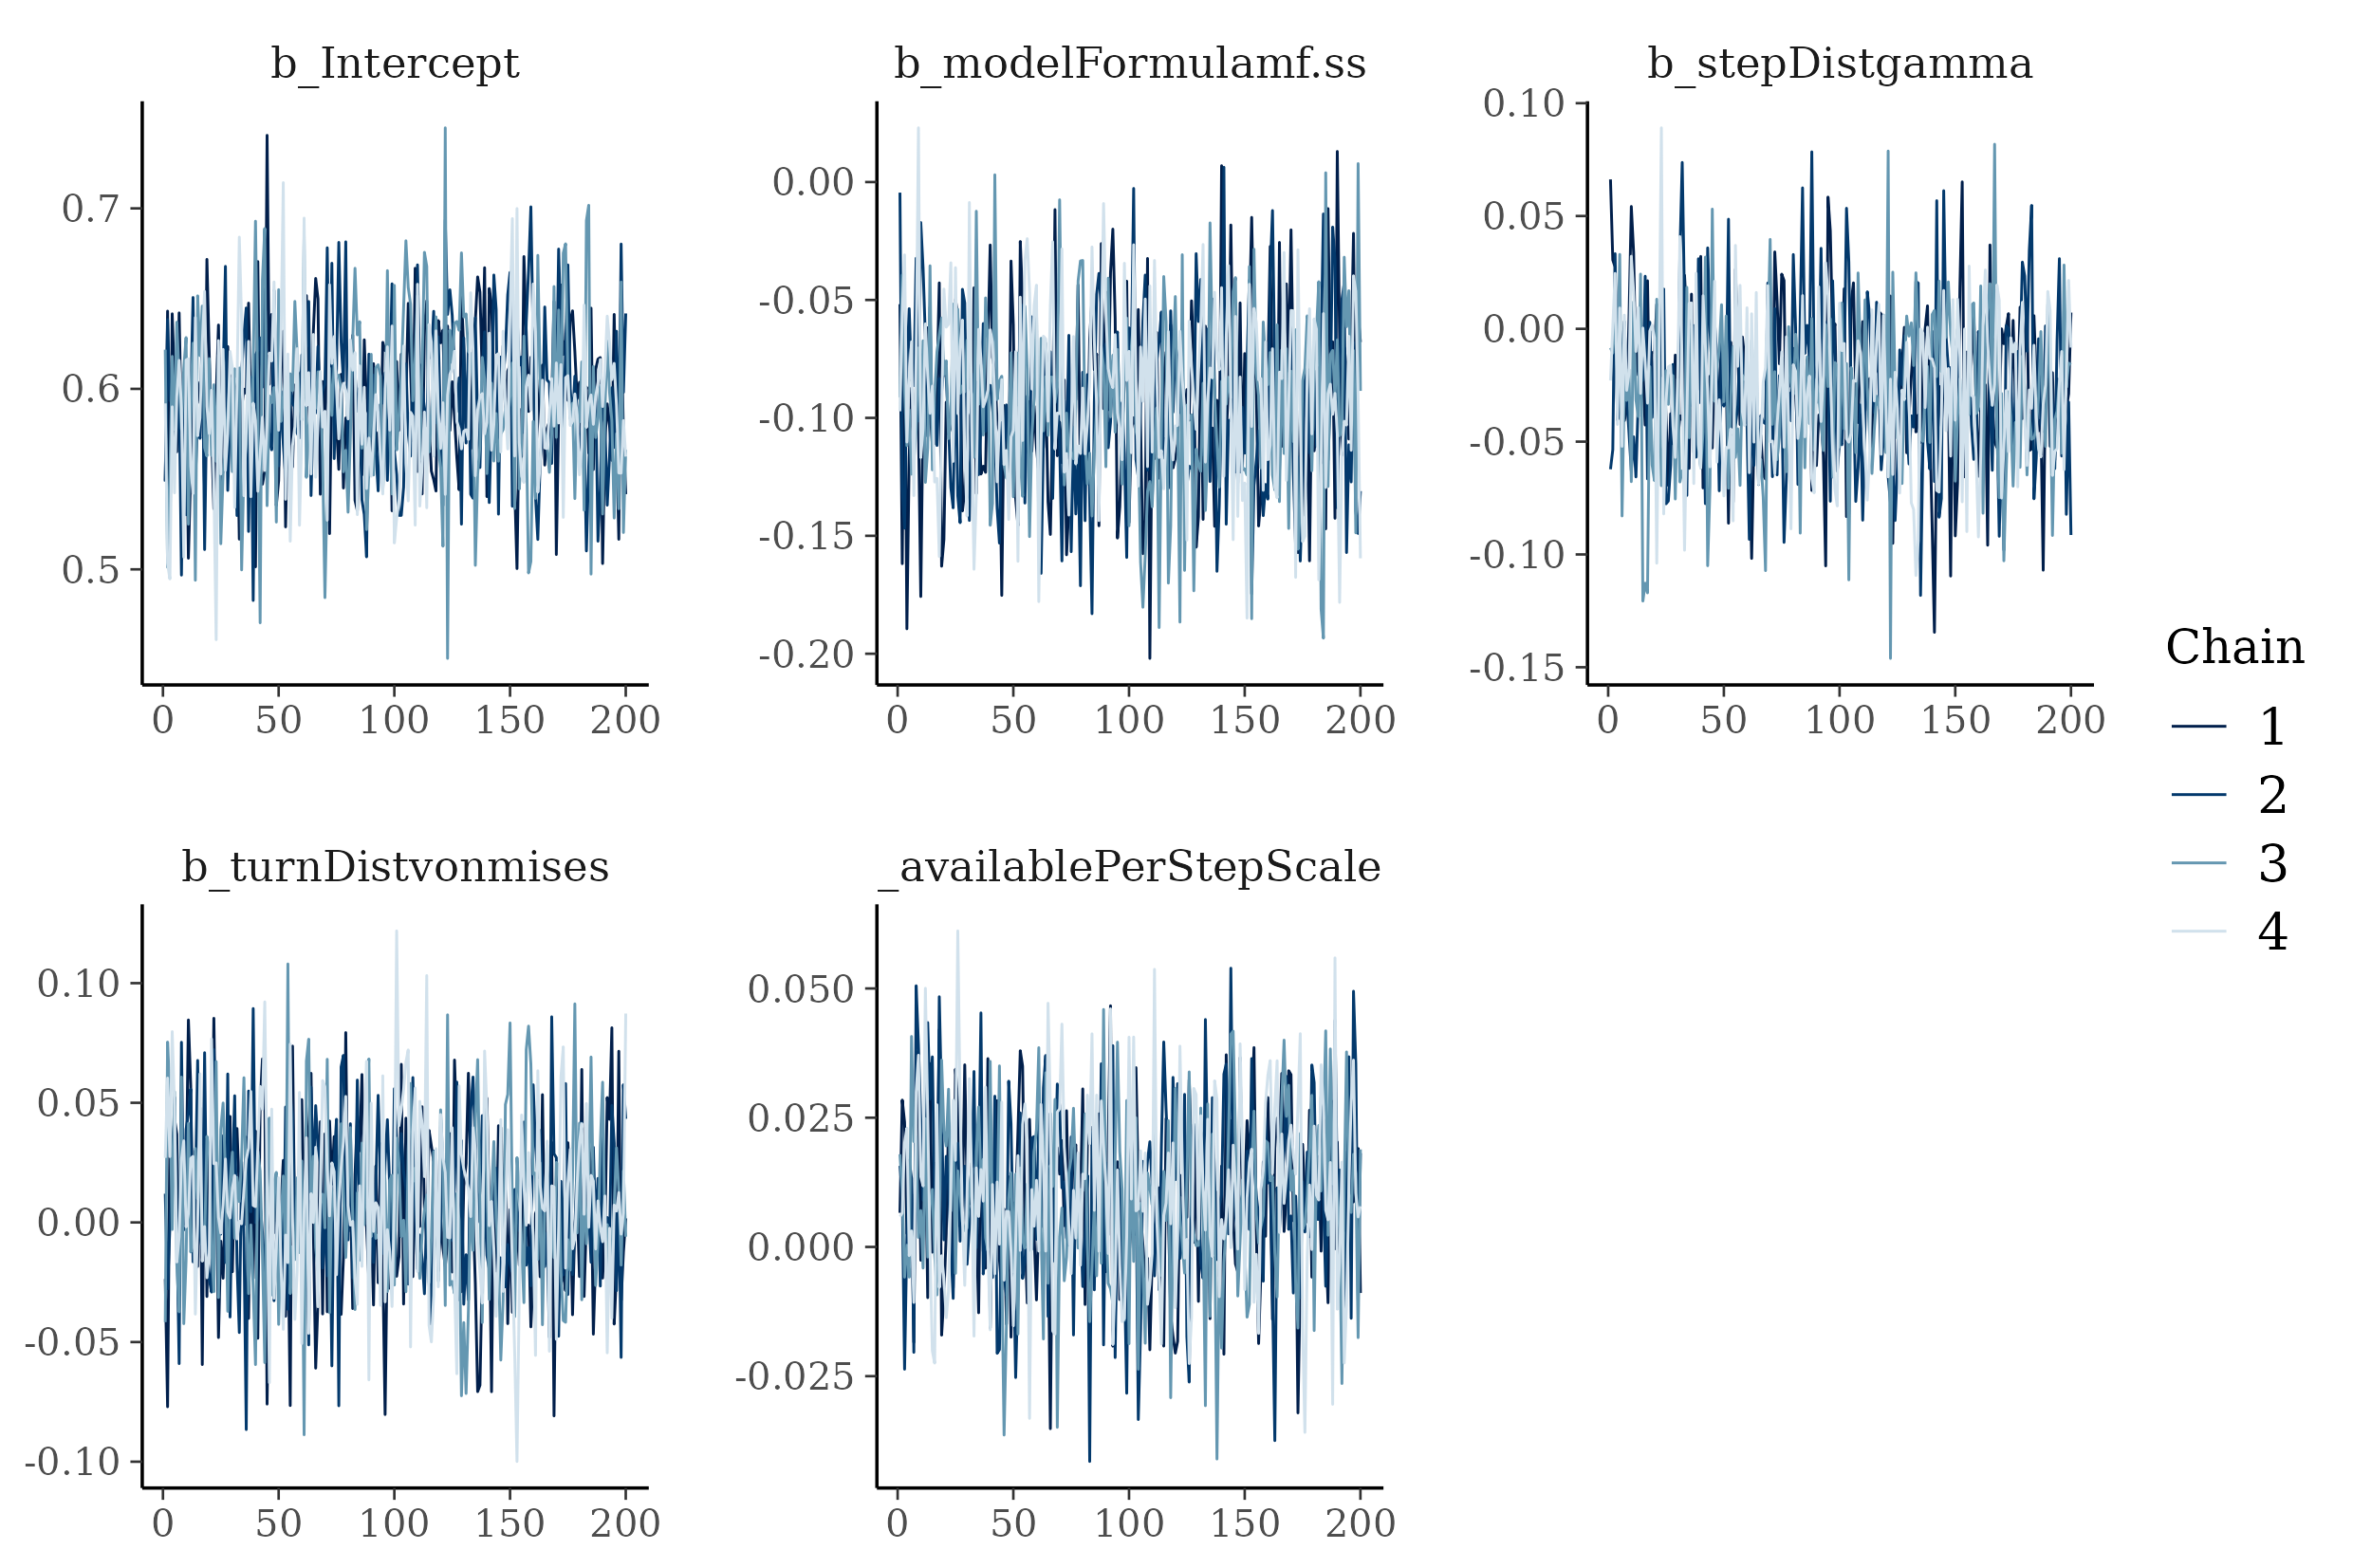 b_Intercept
0.7
0.6
0.5
0 50 100 150 200
b_modelFormulamf.ss
0.00
-0.05
-0.10
-0.15
-0.20
0 50 100 150 200
b_stepDistgamma
0.10
0.05
0.00
-0.05
-0.10
-0.15
0 50 100 150 200
b_turnDistvonmises
0.10
0.05
0.00
-0.05
-0.10
0 50 100 150 200
_availablePerStepScale
0.050
0.025
0.000
-0.025
0 50 100 150 200
Chain
1
2
3
4